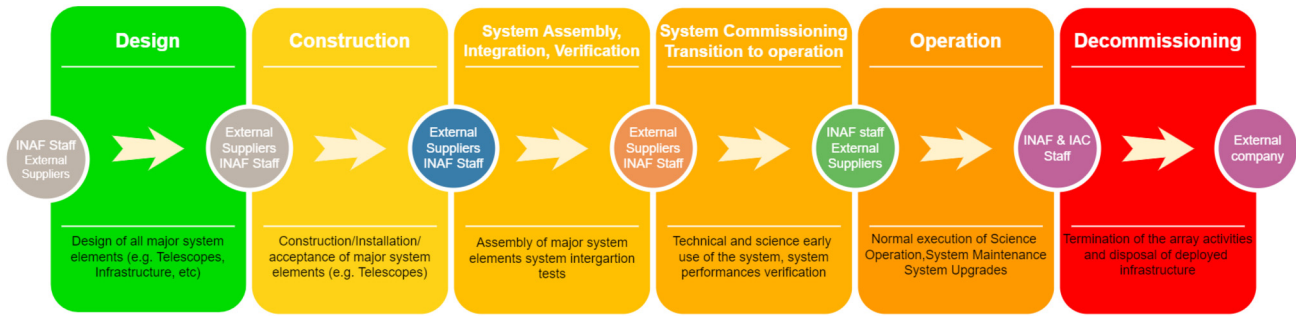 Design
Construction
System Assembly,
Integration, Verification
System Commissioning
Transition to operation
Operation
Decommissioning
INAF Staff
External
Suppliers
External
Suppliers
INAF Staff
External
Suppliers
INAF Staff
External
Suppliers
INAF Staff
INAF staff
External
Suppliers
INAF & IAC
Staff
External
company
Design of all major system
elements (e.g. Telescopes,
Infrastructure, etc)
Construction/Installation/
acceptance of major system
elements (e.g. Telescopes)
Assembly of major system
elements system intergartion
tests
Technical and science early
use of the system, system
performances verification
Normal execution of Science
Operation,System Maintenance
System Upgrades
Termination of the array activities
and disposal of deployed
infrastructure